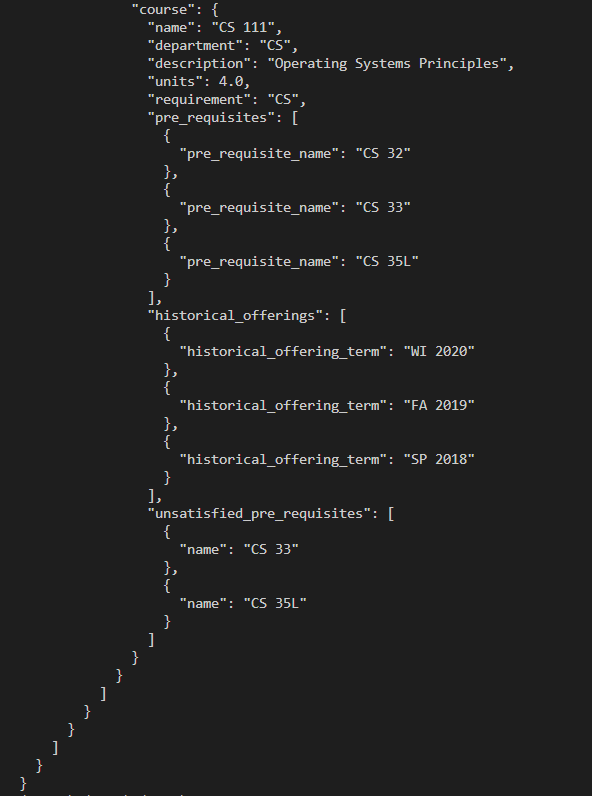 "course": {
"name": "CS 111",
"department": "CS",
"description": "Operating Systems Principles",
"units": 4.0,
"requirement": "CS",
"pre_requisites": [
{
"pre_requisite_name": "CS 32"
},
{
"pre_requisite_name": "CS 33"
},
{
"pre_requisite_name": "CS 35L"
}
],
"historical_offerings": [
{
"historical_offering_term": "WI 2020"
},
{
"historical_offering_term": "FA 2019"
},
{
"historical_offering_term": "SP 2018"
}
],
"unsatisfied_pre_requisites": [
{
"name": "CS 33"
},
{
"name": "CS 35L"
}
]
}
}
]
}
}
]
}
}